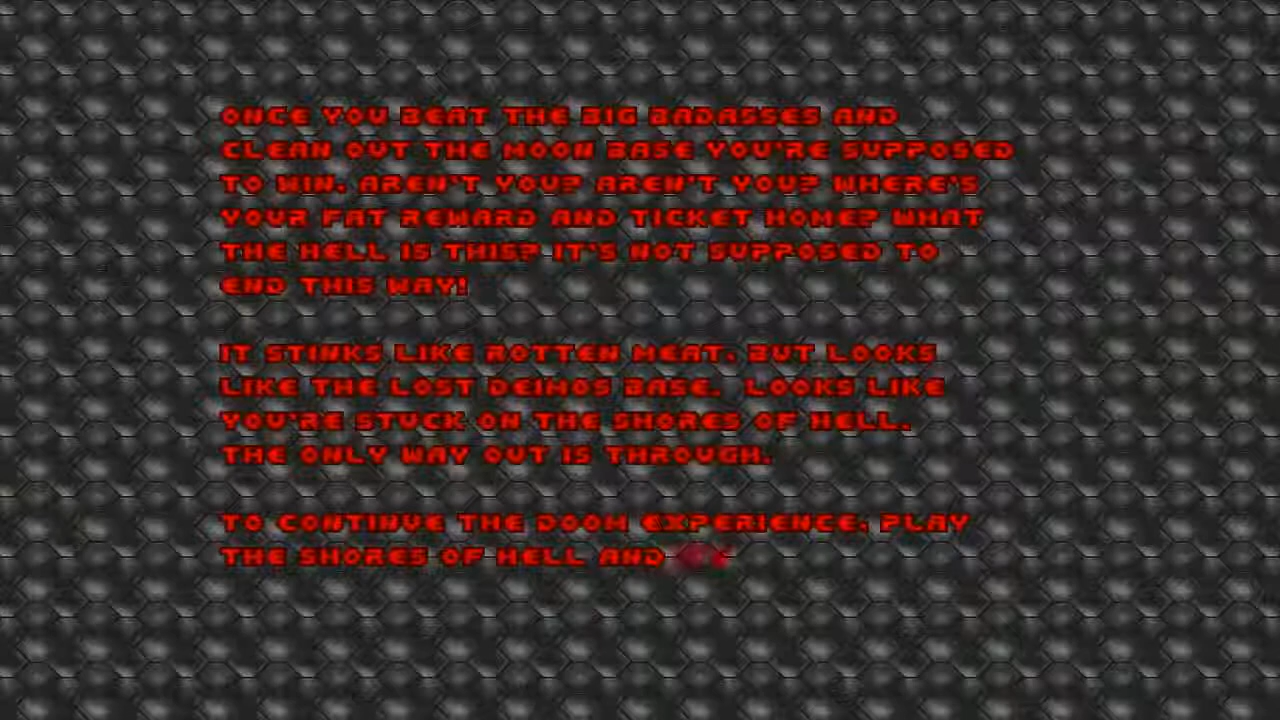 ONCE YOU BEAT THE BIG BADASSES AND
CLEAN OUT THE MOON BASE YOU'RE SUPPOSED
TO WIN, AREN'T YOU? AREN'T YOU? WHERE'S
YOUR FAT REWARD AND TICKET HOME? WHAT
THE HELL IS THIS? IT'S NOT SUPPOSED TO
END THIS WAY!
IT STINKS LIKE ROTTEN MEAT, BUT LOOKS
LIKE THE LOST DEIMOS BASE.  LOOKS LIKE
YOU'RE STUCK ON THE SHORES OF HELL.
THE ONLY WAY OUT IS THROUGH.
TO CONTINUE THE DOOM EXPERIENCE, PLAY
THE SHORES OF HELL AND